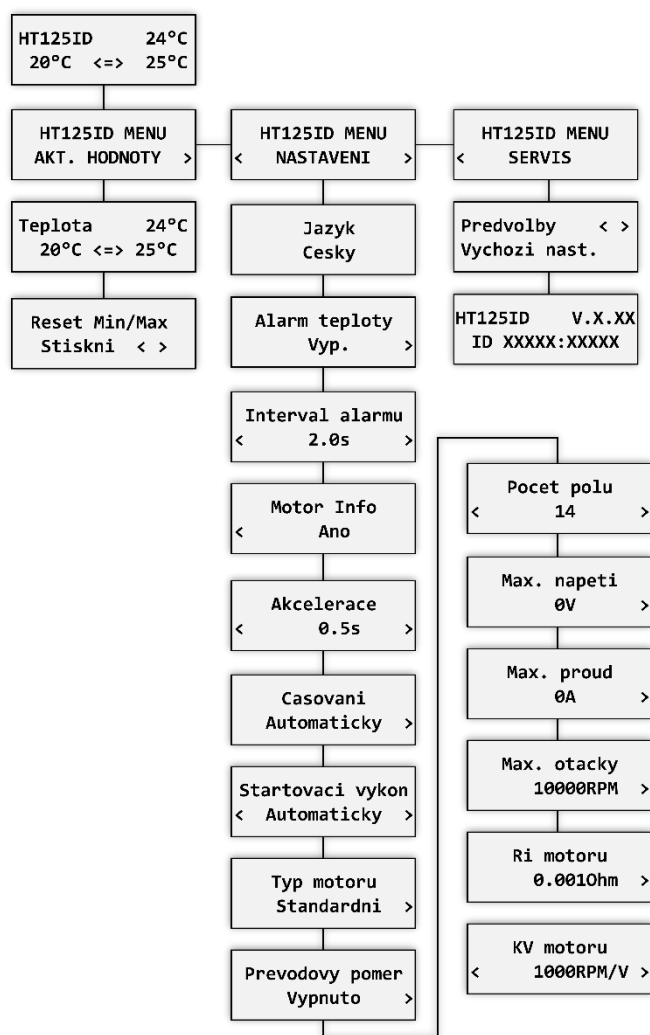 HT125ID 24°C
20°C <=> 25°C
HT125ID MENU
AKT. HODNOTY >
Teplota 24°C
20°C <=> 25°C
Reset Min/Max
Stiskni < >
HT125ID MENU
< NASTAVENI >
Jazyk
Cesky
Alarm teploty
Vyp. >
Interval alarmu
< 2.0s >
Motor Info
< Ano
Akcelerace
< 0.5s >
Casovani
Automaticky >
Startovaci vykon
< Automaticky >
Typ motoru
Standardni >
Prevodovy pomer
Vypnuto >
HT125ID MENU
< SERVIS
Predvolby < >
Vychozi nast.
HT125ID V.X.XX
ID XXXXX:XXXXX
Pocet polu
< 14 >
Max. napeti
0V >
Max. proud
0A >
Max. otacky
10000RPM >
Ri motoru
0.001Ohm >
KV motoru
< 1000RPM/V >